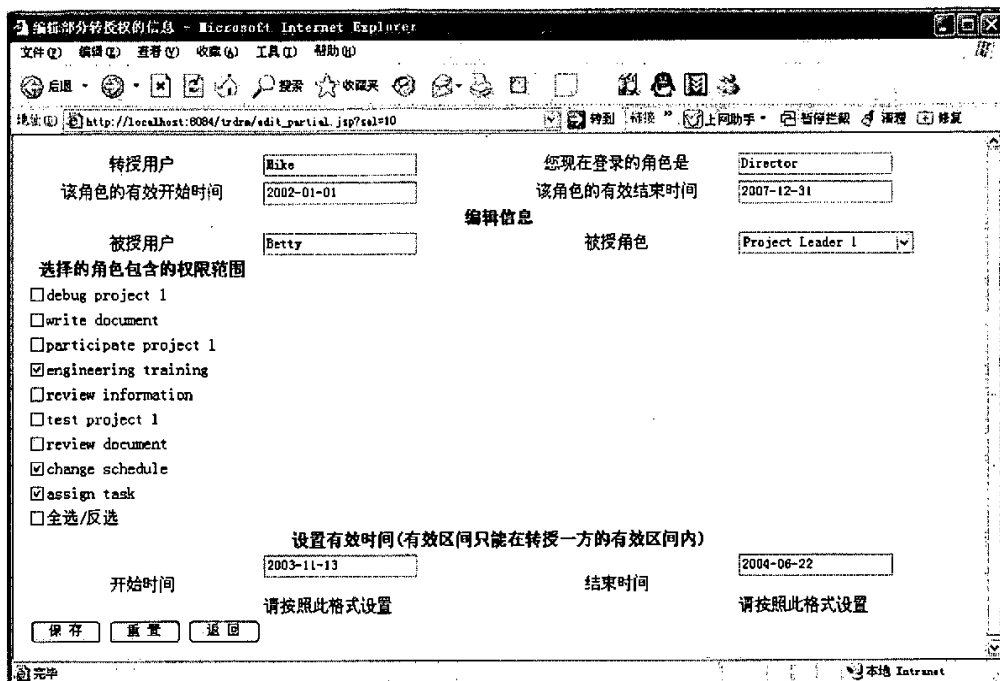 编辑部分转授权的信息 - Microsoft Internet Explorer
文件(F) 编辑(E) 查看(V) 收藏(A) 工具(T) 帮助(H)
后退 搜索 收藏夹
地址(D) http://localhost:8084/trdrm/edit_partial.jsp?sel=10 转到 链接 » 上网助手 暂停拦截 清理 修复
转授用户 Mike 您现在登录的角色是 Director
该角色的有效开始时间 2002-01-01 该角色的有效结束时间 2007-12-31
编辑信息
被授用户 Betty 被授角色 Project Leader 1
选择的角色包含的权限范围
debug project 1
write document
participate project 1
engineering training
review information
test project 1
review document
change schedule
assign task
全选/反选
设置有效时间(有效区间只能在转授一方的有效区间内)
开始时间 2003-11-13 结束时间 2004-06-22
请按照此格式设置 请按照此格式设置
保存 重置 返回
完毕 本地 Intranet